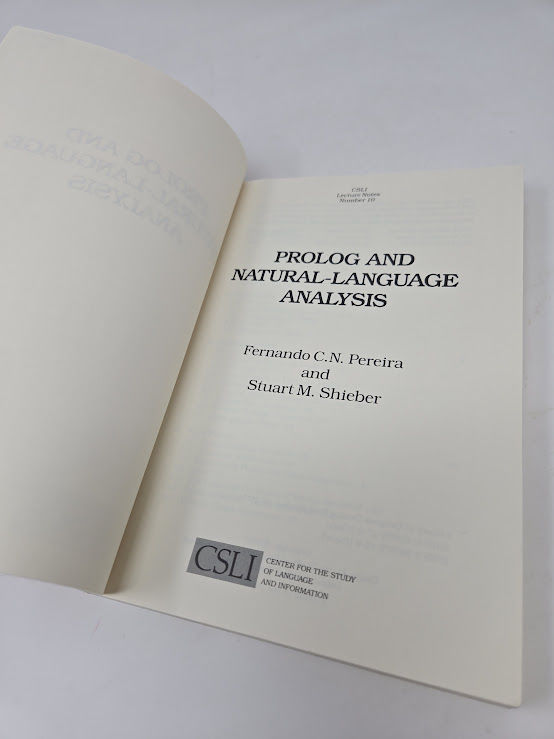 CSLI
Lecture Notes
Number 10
PROLOG AND
NATURAL-LANGUAGE
ANALYSIS
Fernando C.N. Pereira
and
Stuart M. Shieber
CSLI
CENTER FOR THE STUDY
OF LANGUAGE
AND INFORMATION